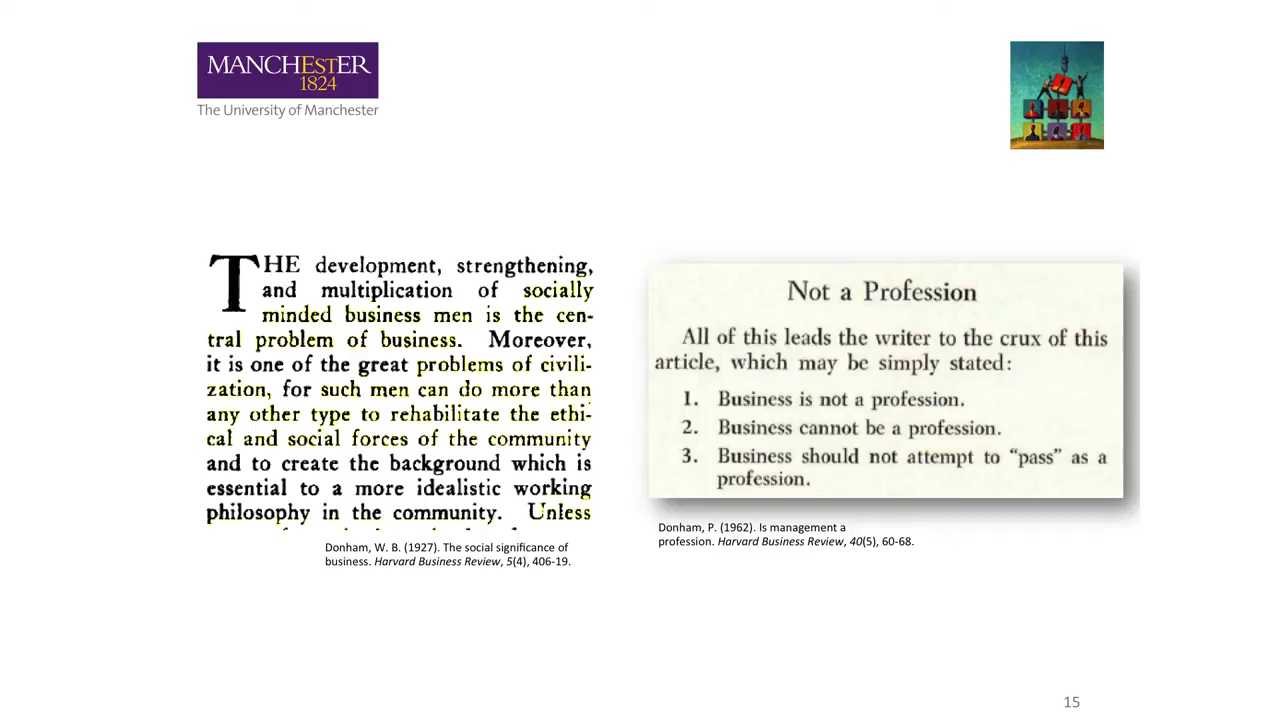 MANCHESTER
1824
The University of Manchester
THE development, strengthening,
and multiplication of socially
minded business men is the cen-
tral problem of business. Moreover,
it is one of the great problems of civili-
zation, for such men can do more than
any other type to rehabilitate the ethi-
cal and social forces of the community
and to create the background which is
essential to a more idealistic working
philosophy in the community. Unless
Donham, W. B. (1927). The social significance of
business. Harvard Business Review, 5(4), 406-19.
Not a Profession
All of this leads the writer to the crux of this
article, which may be simply stated:
1. Business is not a profession.
2. Business cannot be a profession.
3. Business should not attempt to “pass” as a
profession.
Donham, P. (1962). Is management a
profession. Harvard Business Review, 40(5), 60-68.
15